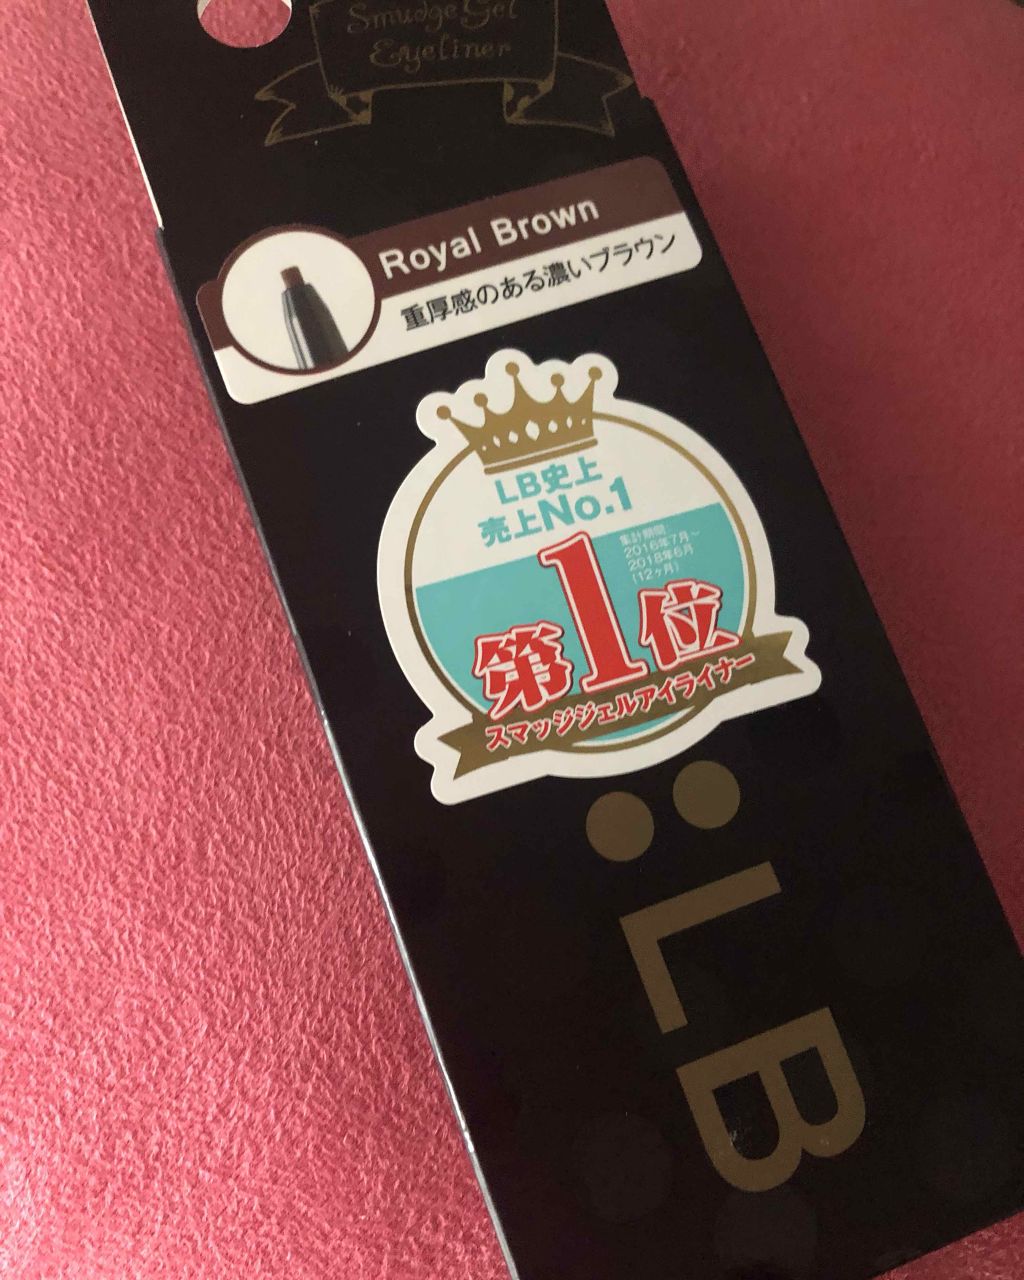 Smudge Gel
Eyeliner
Royal Brown
重厚感のある濃いブラウン
LB史上
売上No.1
集計期間:
2016年7月~
2018年6月
(12ヶ月)
第1位
スマッジジェルアイライナー
LB